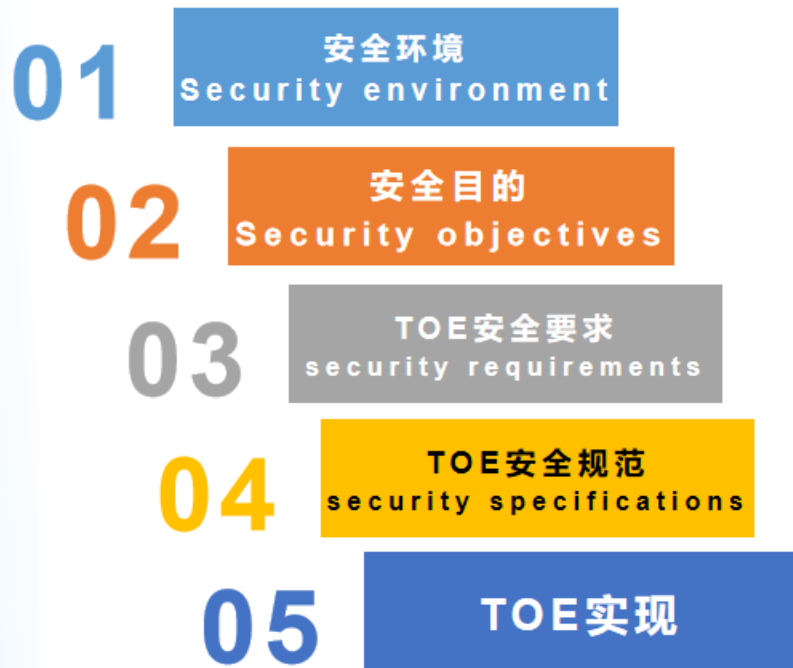 01
安全环境
Security environment
02
安全目的
Security objectives
03
TOE安全要求
security requirements
04
TOE安全规范
security specifications
05
TOE实现